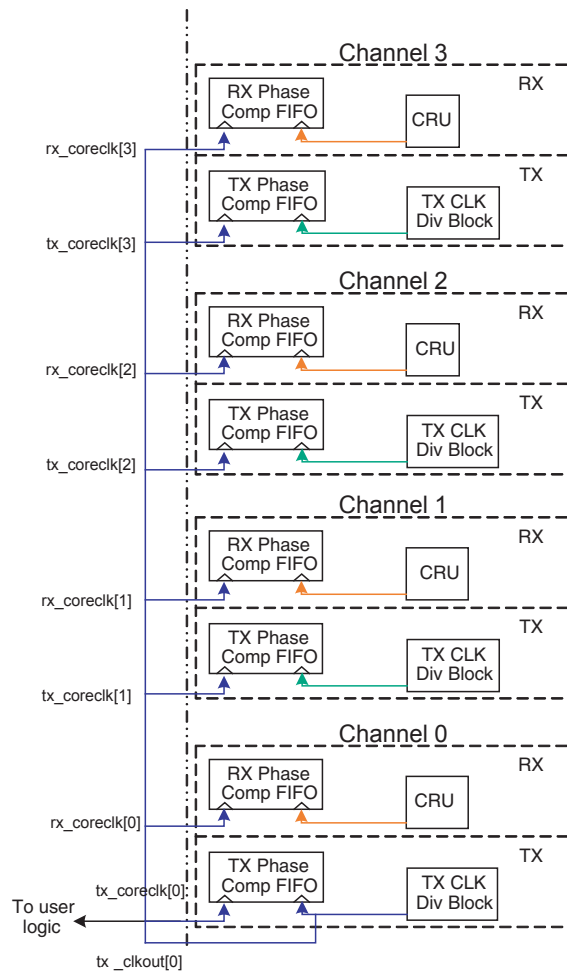 Channel 3
RX
RX Phase
Comp FIFO
CRU
rx_coreclk[3]
TX
TX Phase
Comp FIFO
TX CLK
Div Block
tx_coreclk[3]
Channel 2
RX
RX Phase
Comp FIFO
CRU
rx_coreclk[2]
TX
TX Phase
Comp FIFO
TX CLK
Div Block
tx_coreclk[2]
Channel 1
RX
RX Phase
Comp FIFO
CRU
rx_coreclk[1]
TX
TX Phase
Comp FIFO
TX CLK
Div Block
tx_coreclk[1]
Channel 0
RX
RX Phase
Comp FIFO
CRU
rx_coreclk[0]
TX
TX Phase
Comp FIFO
TX CLK
Div Block
tx_coreclk[0]
To user
logic
tx _clkout[0]